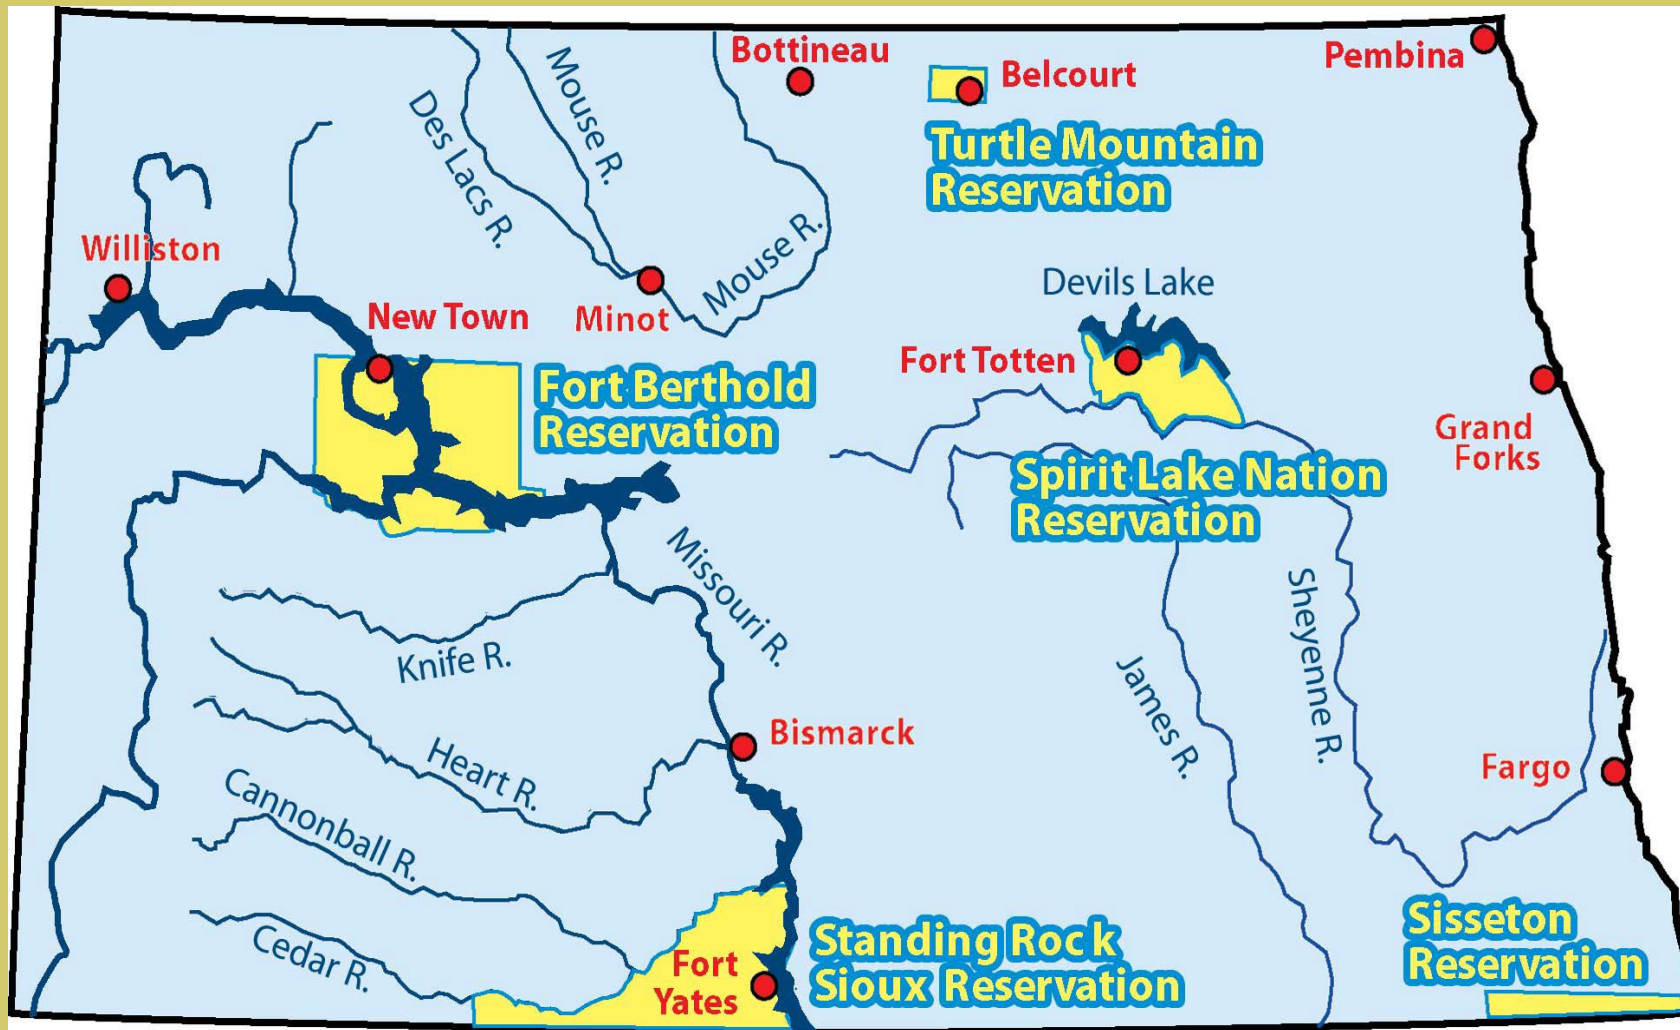 Bottineau
Pembina
Belcourt
Mouse R.
Des Lacs R.
Turtle Mountain
Reservation
Williston
Mouse R.
Devils Lake
New Town
Minot
Fort Totten
Fort Berthold
Reservation
Grand
Forks
Spirit Lake Nation
Reservation
Missouri R.
Sheyenne R.
Knife R.
James R.
Bismarck
Heart R.
Fargo
Cannonball R.
Sisseton
Reservation
Standing Rock
Sioux Reservation
Cedar R.
Fort
Yates